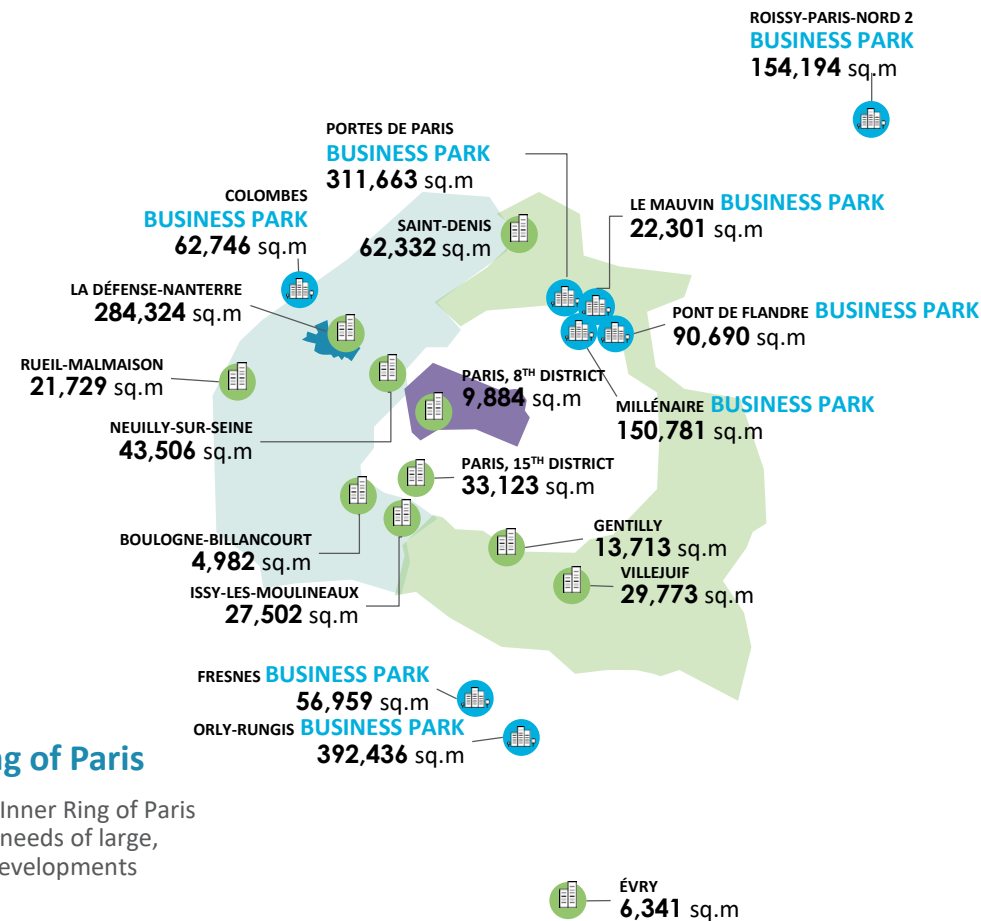 ROISSY-PARIS-NORD 2
BUSINESS PARK
154,194 sq.m
PORTES DE PARIS
BUSINESS PARK
311,663 sq.m
COLOMBES
BUSINESS PARK
62,746 sq.m
SAINT-DENIS
62,332 sq.m
LE MAUVIN BUSINESS PARK
22,301 sq.m
LA DÉFENSE-NANTERRE
284,324 sq.m
PONT DE FLANDRE BUSINESS PARK
90,690 sq.m
RUEIL-MALMAISON
21,729 sq.m
PARIS, 8TH DISTRICT
9,884 sq.m
MILLÉNAIRE BUSINESS PARK
150,781 sq.m
NEUILLY-SUR-SEINE
43,506 sq.m
PARIS, 15TH DISTRICT
33,123 sq.m
BOULOGNE-BILLANCOURT
4,982 sq.m
GENTILLY
13,713 sq.m
VILLEJUIF
29,773 sq.m
ISSY-LES-MOULINEAUX
27,502 sq.m
FRESNES BUSINESS PARK
56,959 sq.m
ORLY-RUNGIS BUSINESS PARK
392,436 sq.m
g of Paris
Inner Ring of Paris
needs of large,
evelopments
ÉVRY
6,341 sq.m